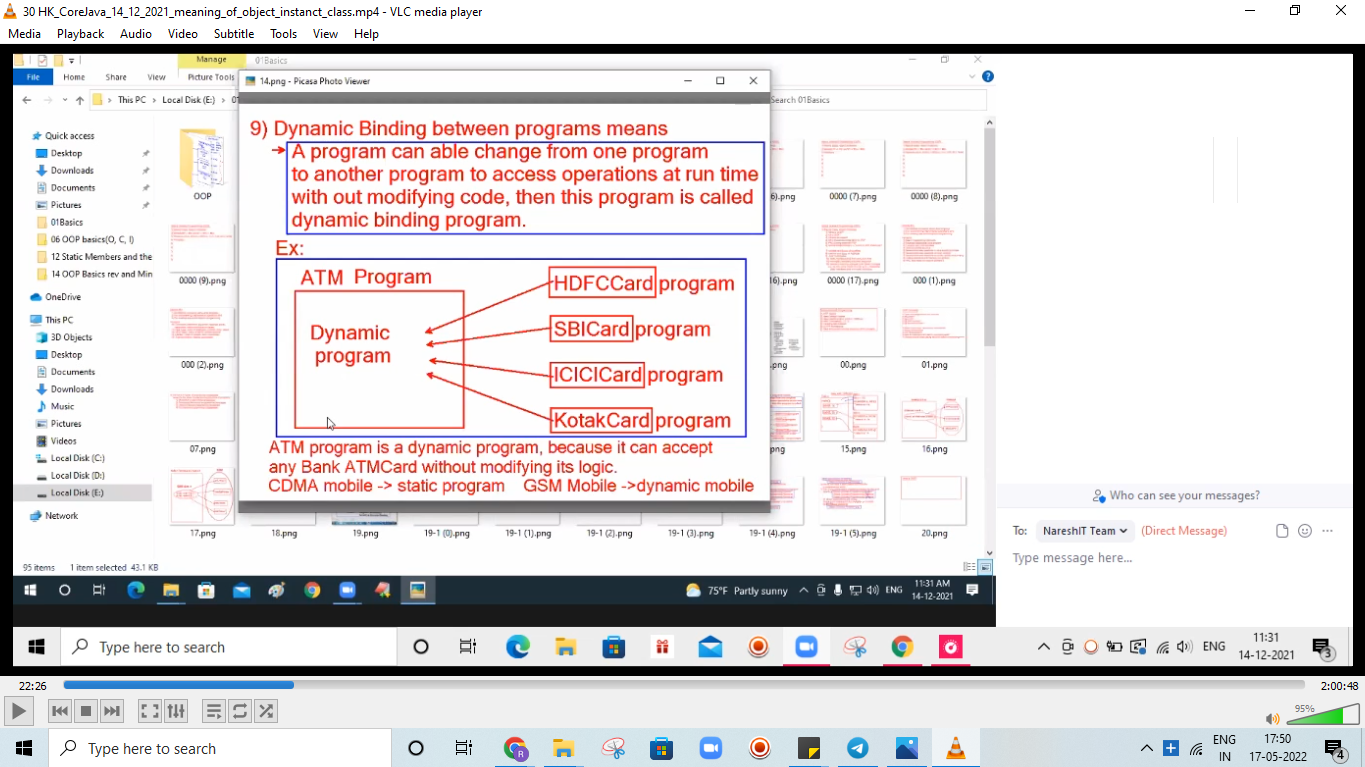 30 HK_CoreJava_14_12_2021_meaning_of_object_instanct_class.mp4 - VLC media player
Media Playback Audio Video Subtitle Tools View Help
Manage 01Basics
File Home Share View Picture Tools
14.png - Picasa Photo Viewer
This PC Local Disk (E:) Search 01Basics
Quick access
Desktop
Downloads
Documents
Pictures
01Basics
06 OOP basics(O, C, I)
12 Static Members and the
14 OOP Basics rev and Min
OneDrive
This PC
3D Objects
Desktop
Documents
Downloads
Music
Pictures
Videos
Local Disk (C:)
Local Disk (D:)
Local Disk (E:)
Network
OOP
0000 (9).png
000 (2).png
07.png
9) Dynamic Binding between programs means
A program can able change from one program
to another program to access operations at run time
with out modifying code, then this program is called
dynamic binding program.
Ex:
ATM Program
Dynamic
program
HDFCCard program
SBICard program
ICICICard program
KotakCard program
ATM program is a dynamic program, because it can accept
any Bank ATMCard without modifying its logic.
CDMA mobile -> static program GSM Mobile ->dynamic mobile
6).png 0000 (7).png 0000 (8).png
16).png 0000 (17).png 000 (1).png
.png 00.png 01.png
.png 15.png 16.png
17.png 18.png 19.png 19-1 (0).png 19-1 (1).png 19-1 (2).png 19-1 (3).png 19-1 (4).png 19-1 (5).png 20.png
95 items 1 item selected 43.1 KB
75°F Partly sunny ENG 11:31 AM
14-12-2021
Who can see your messages?
To: NareshIT Team (Direct Message)
Type message here...
Type here to search
ENG 11:31
14-12-2021
3
22:26 2:00:48
95%
Type here to search
ENG
IN
17:50
17-05-2022
4